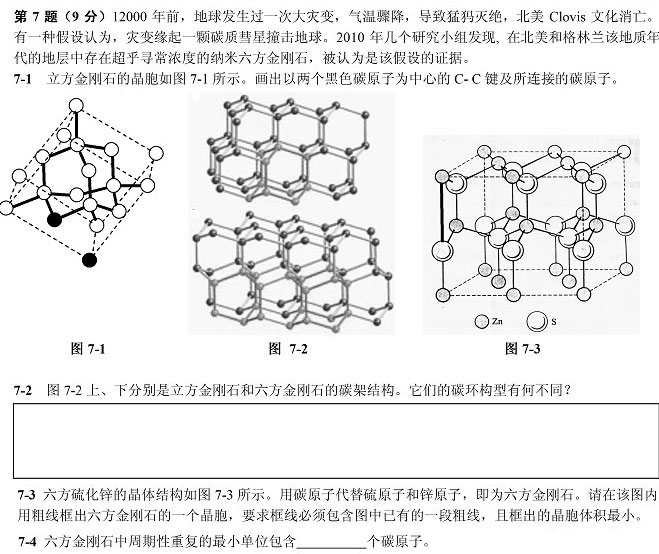 第 7 题（9 分）12000 年前，地球发生过一次大灾变，气温骤降，导致猛犸灭绝，北美 Clovis 文化消亡。
有一种假设认为，灾变缘起一颗碳质彗星撞击地球。2010 年几个研究小组发现, 在北美和格林兰该地质年
代的地层中存在超乎寻常浓度的纳米六方金刚石，被认为是该假设的证据。
7-1 立方金刚石的晶胞如图 7-1 所示。画出以两个黑色碳原子为中心的 C- C 键及所连接的碳原子。
Zn
S
图 7-1
图 7-2
图 7-3
7-2 图 7-2 上、下分别是立方金刚石和六方金刚石的碳架结构。它们的碳环构型有何不同？
7-3 六方硫化锌的晶体结构如图 7-3 所示。用碳原子代替硫原子和锌原子，即为六方金刚石。请在该图内
用粗线框出六方金刚石的一个晶胞，要求框线必须包含图中已有的一段粗线，且框出的晶胞体积最小。
7-4 六方金刚石中周期性重复的最小单位包含__________个碳原子。